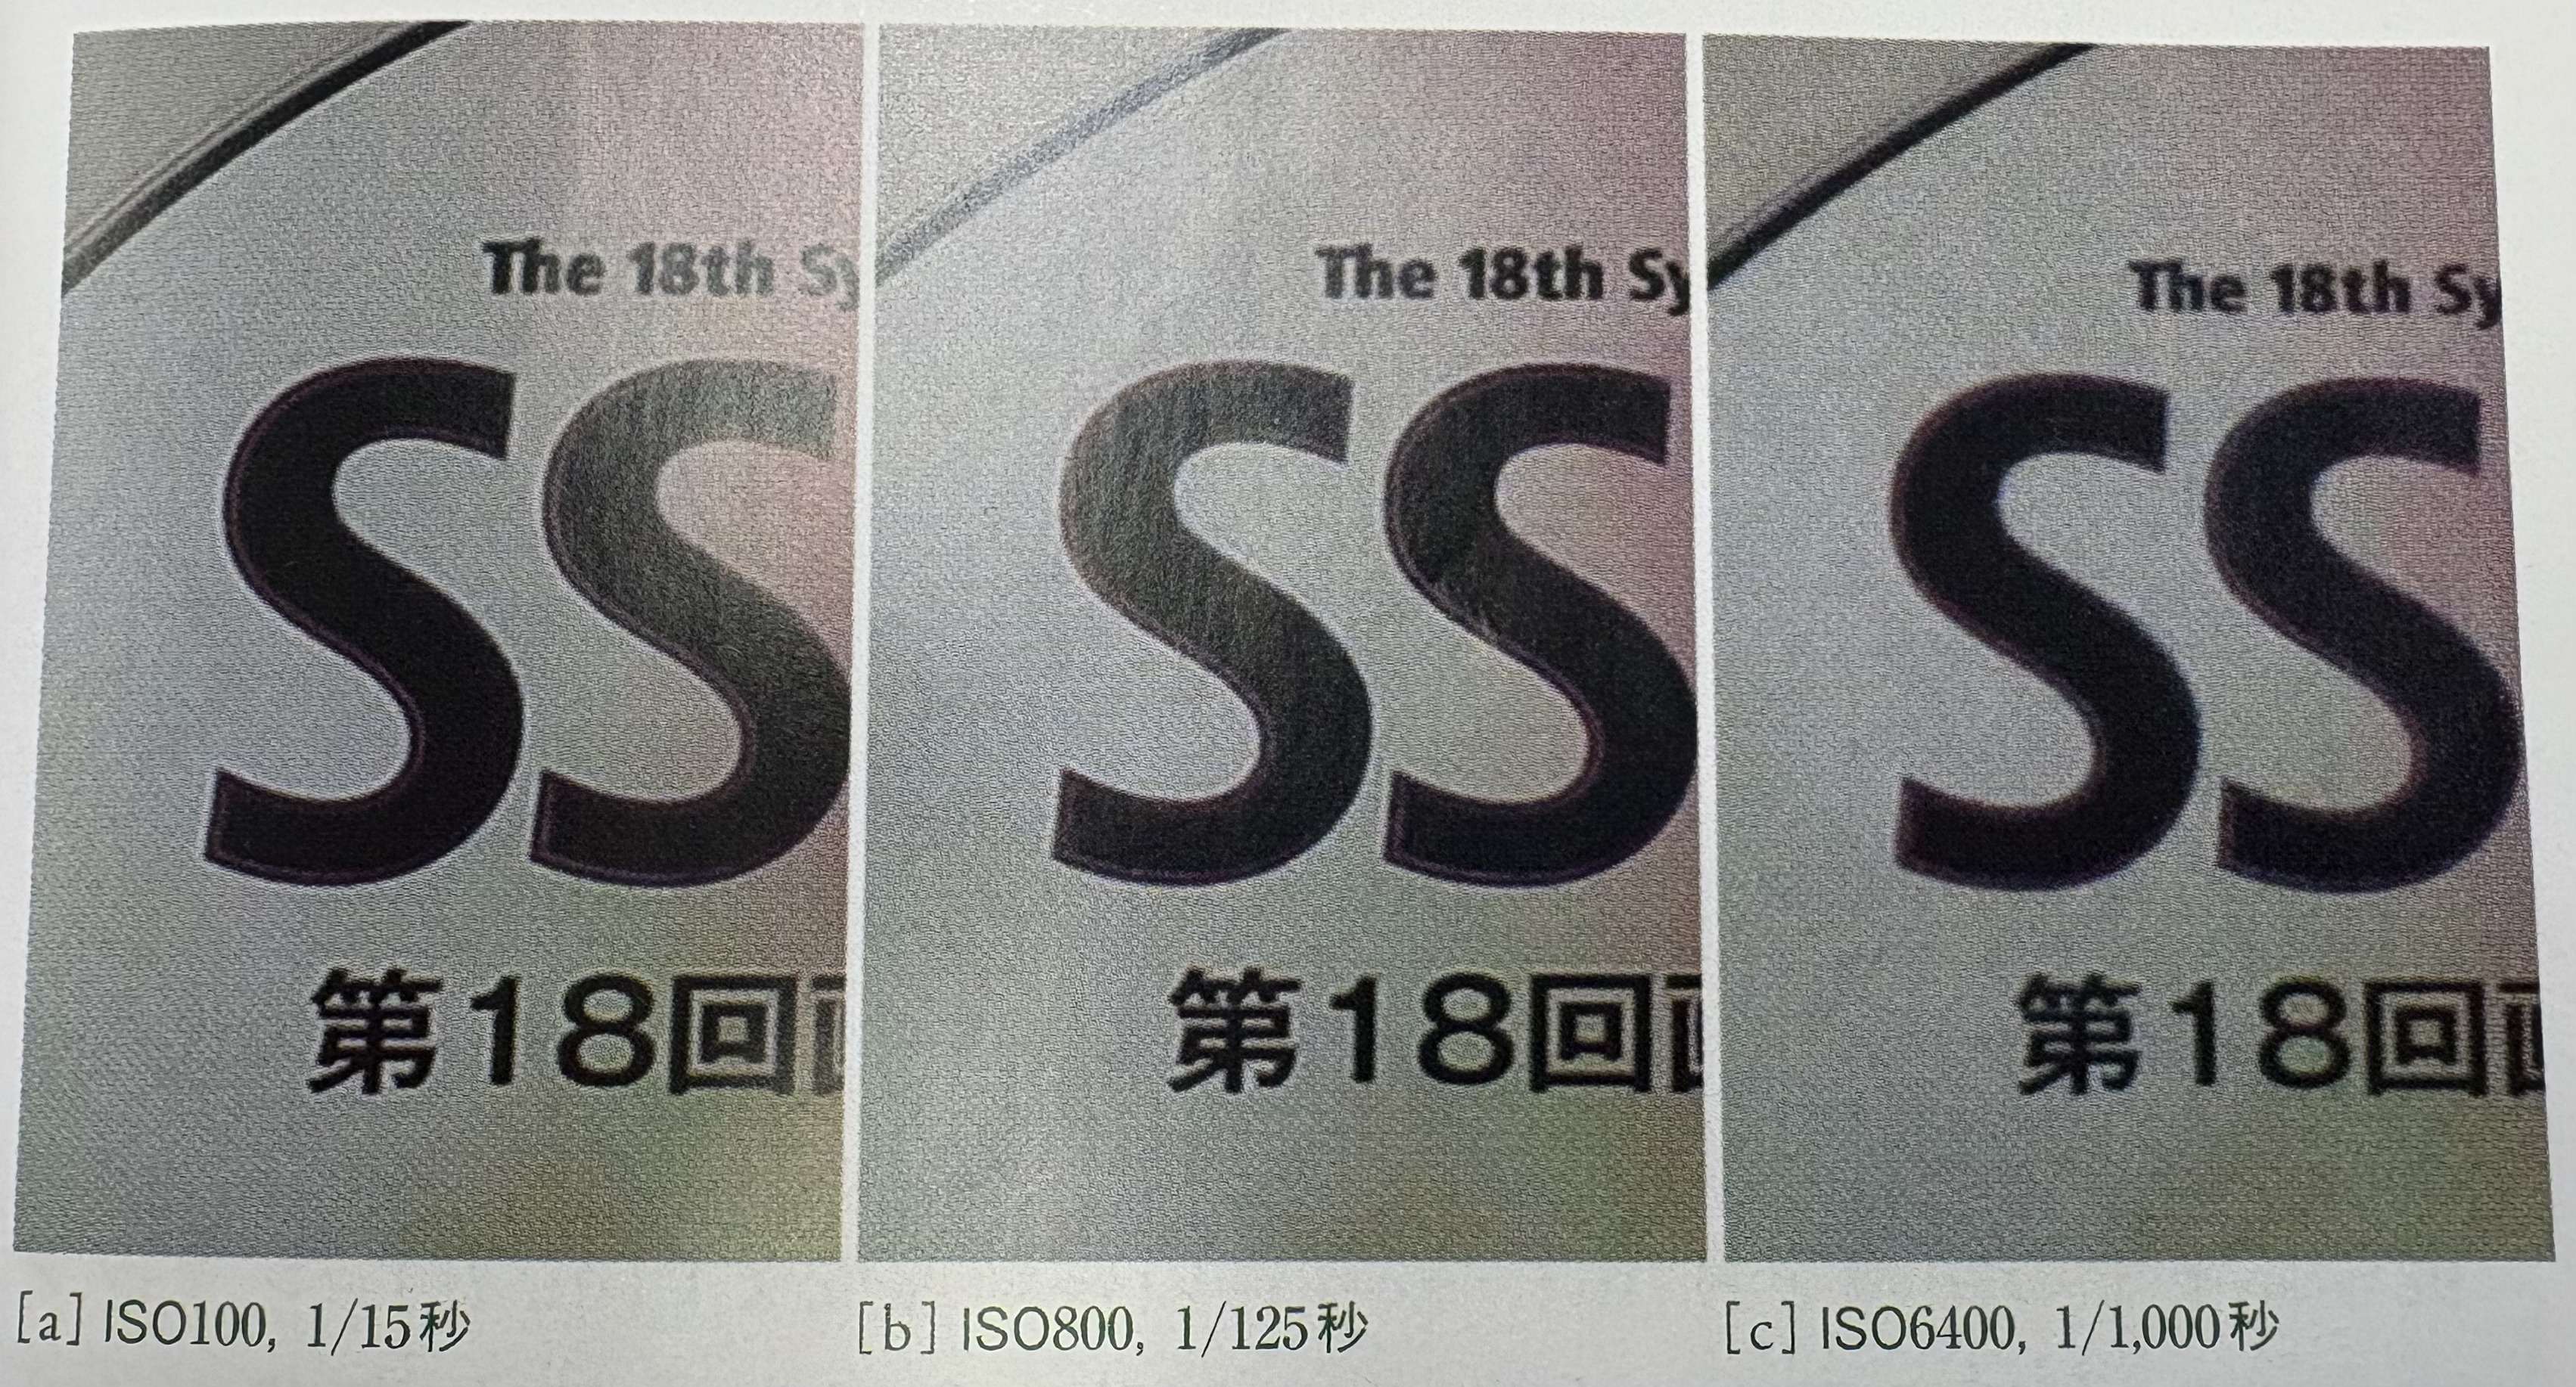 The 18th Sy
SS
第18回
The 18th Sy
SS
第18回
The 18th Sy
SS
第18回
[a] ISO100, 1/15秒
[b] ISO800, 1/125秒
[c] ISO6400, 1/1,000秒